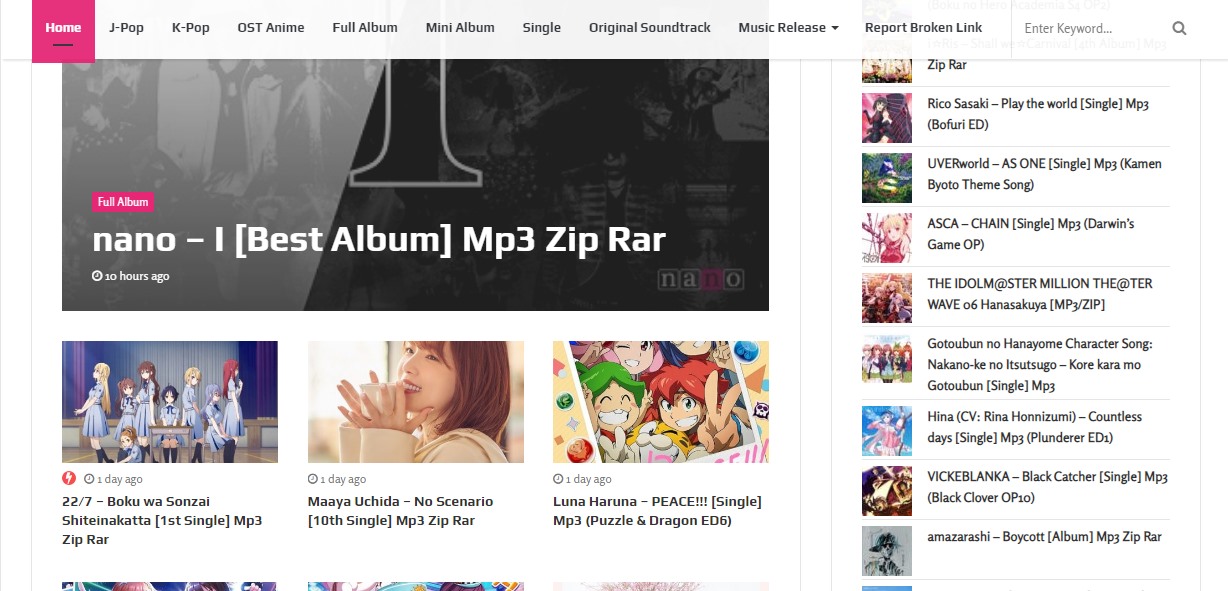 Home
J-Pop
K-Pop
OST Anime
Full Album
Mini Album
Single
Original Soundtrack
Music Release
Report Broken Link
Enter Keyword...
I
Full Album
nano – I [Best Album] Mp3 Zip Rar
10 hours ago
nano
1 day ago
22/7 – Boku wa Sonzai
Shiteinakatta [1st Single] Mp3
Zip Rar
1 day ago
Maaya Uchida – No Scenario
[10th Single] Mp3 Zip Rar
1 day ago
Luna Haruna – PEACE!!! [Single]
Mp3 (Puzzle & Dragon ED6)
(Boku no Hero Academia S4 OP2)
i☆Ris – Shall we☆Carnival [4th Album] Mp3
Zip Rar
Rico Sasaki – Play the world [Single] Mp3
(Bofuri ED)
UVERworld – AS ONE [Single] Mp3 (Kamen
Byoto Theme Song)
ASCA – CHAIN [Single] Mp3 (Darwin's
Game OP)
THE IDOLM@STER MILLION THE@TER
WAVE 06 Hanasakuya [MP3/ZIP]
Gotoubun no Hanayome Character Song:
Nakano-ke no Itsutsugo – Kore kara mo
Gotoubun [Single] Mp3
Hina (CV: Rina Honnizumi) – Countless
days [Single] Mp3 (Plunderer ED1)
VICKEBLANKA – Black Catcher [Single] Mp3
(Black Clover OP10)
amazarashi – Boycott [Album] Mp3 Zip Rar